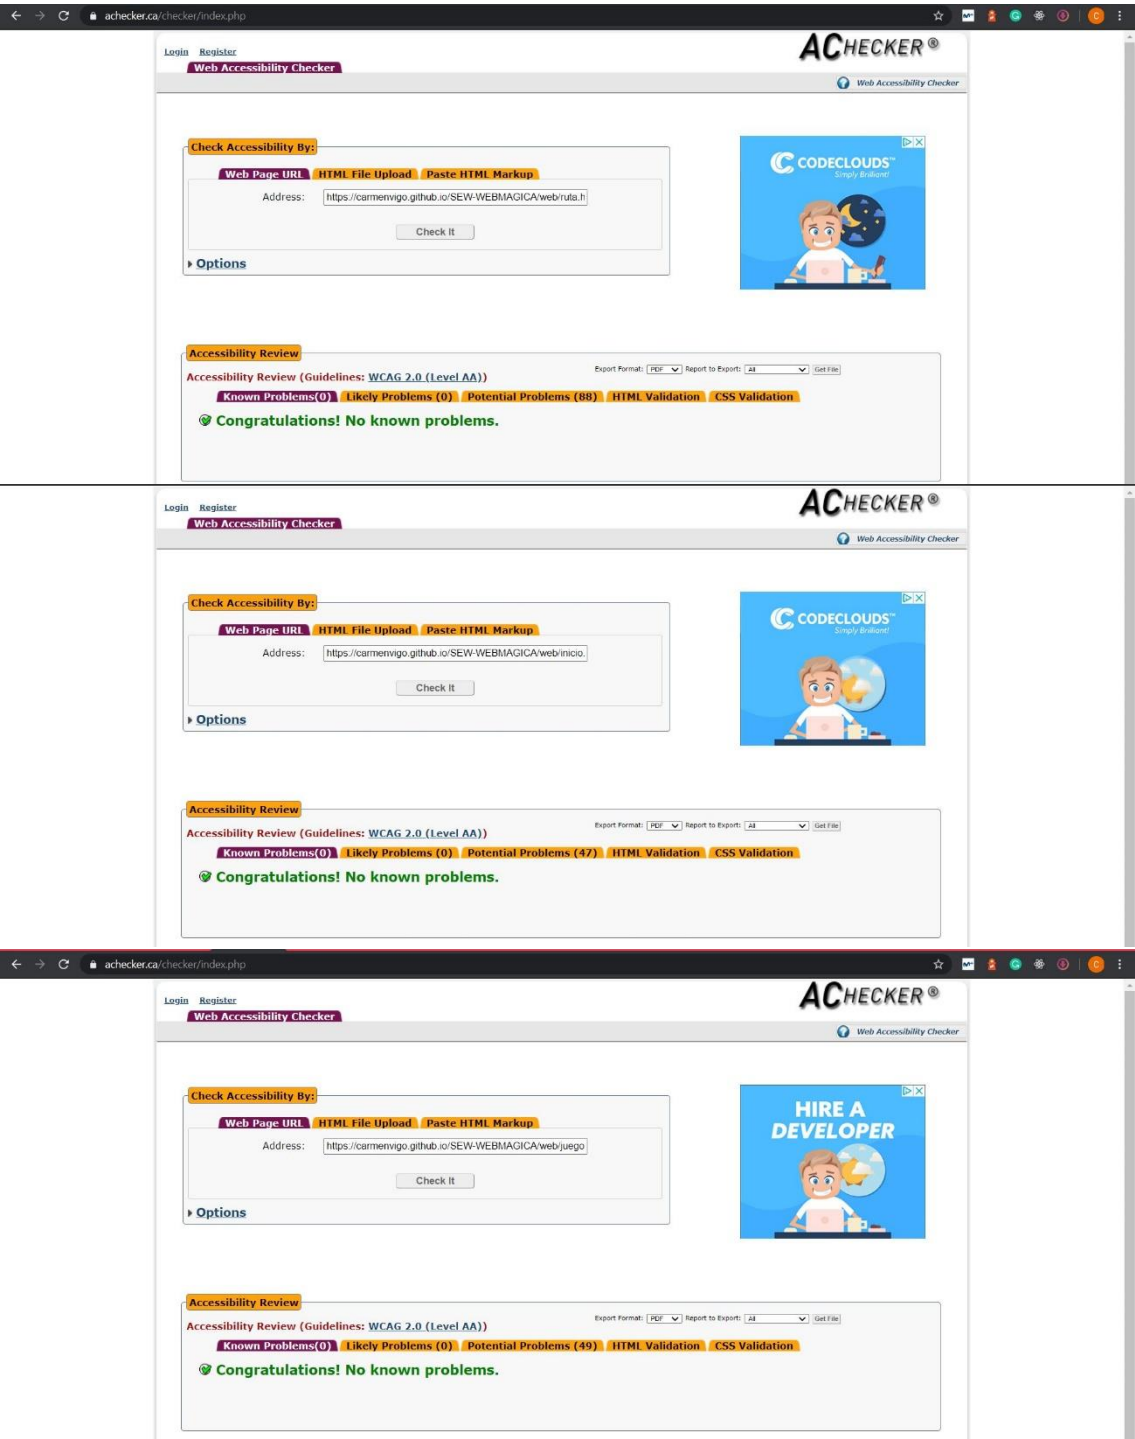 achecker.ca/checker/index.php
Login Register
ACHECKER®
Web Accessibility Checker
Web Accessibility Checker
Check Accessibility By:
CODECLOUDS™
Simply Brilliant!
Web Page URL HTML File Upload Paste HTML Markup
Address: https://carmenvigo.github.io/SEW-WEBMAGICA/web/ruta.h
Check It
Options
Accessibility Review
Export Format: PDF Report to Export: All Get File
Accessibility Review (Guidelines: WCAG 2.0 (Level AA))
Known Problems(0) Likely Problems (0) Potential Problems (88) HTML Validation CSS Validation
Congratulations! No known problems.
Login Register
ACHECKER®
Web Accessibility Checker
Web Accessibility Checker
Check Accessibility By:
CODECLOUDS™
Simply Brilliant!
Web Page URL HTML File Upload Paste HTML Markup
Address: https://carmenvigo.github.io/SEW-WEBMAGICA/web/inicio.
Check It
Options
Accessibility Review
Export Format: PDF Report to Export: All Get File
Accessibility Review (Guidelines: WCAG 2.0 (Level AA))
Known Problems(0) Likely Problems (0) Potential Problems (47) HTML Validation CSS Validation
Congratulations! No known problems.
achecker.ca/checker/index.php
Login Register
ACHECKER®
Web Accessibility Checker
Web Accessibility Checker
Check Accessibility By:
HIRE A
DEVELOPER
Web Page URL HTML File Upload Paste HTML Markup
Address: https://carmenvigo.github.io/SEW-WEBMAGICA/web/juego
Check It
Options
Accessibility Review
Export Format: PDF Report to Export: All Get File
Accessibility Review (Guidelines: WCAG 2.0 (Level AA))
Known Problems(0) Likely Problems (0) Potential Problems (49) HTML Validation CSS Validation
Congratulations! No known problems.